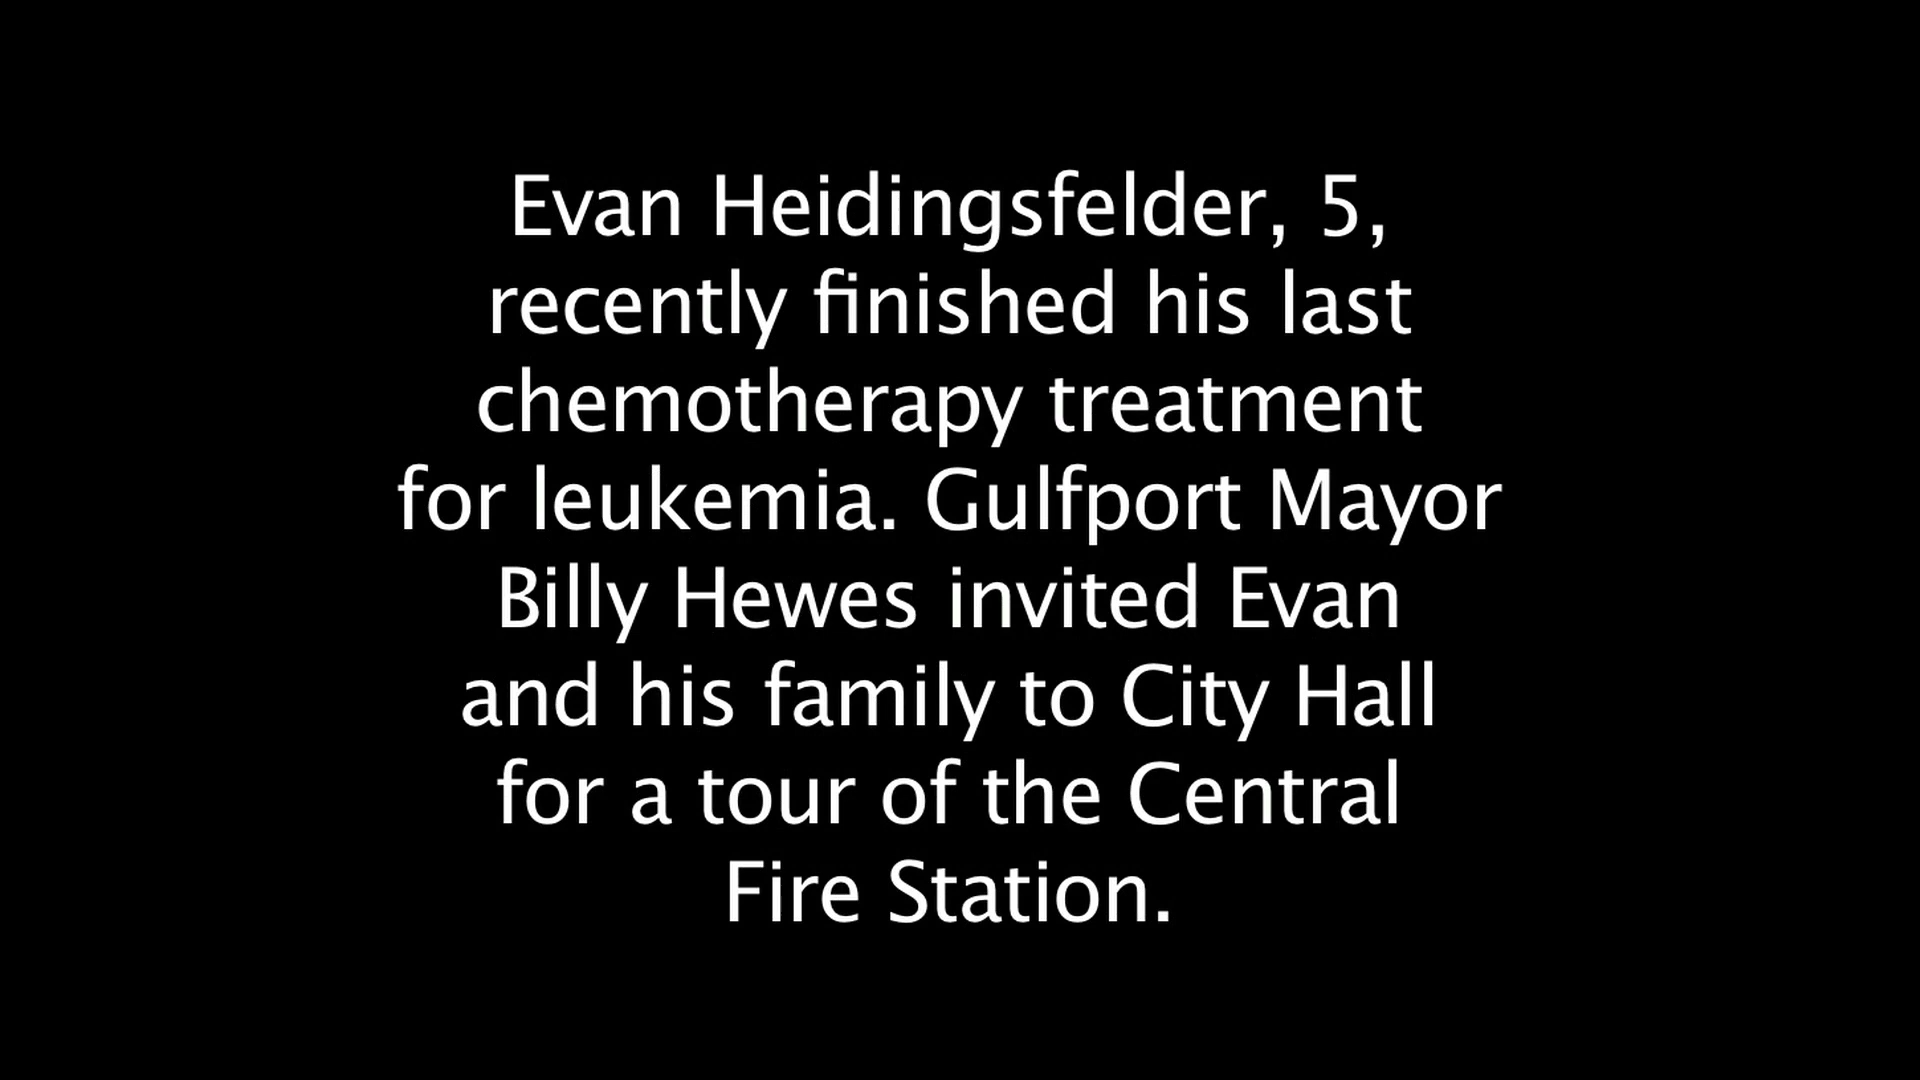 Evan Heidingsfelder, 5,
recently finished his last
chemotherapy treatment
for leukemia. Gulfport Mayor
Billy Hewes invited Evan
and his family to City Hall
for a tour of the Central
Fire Station.